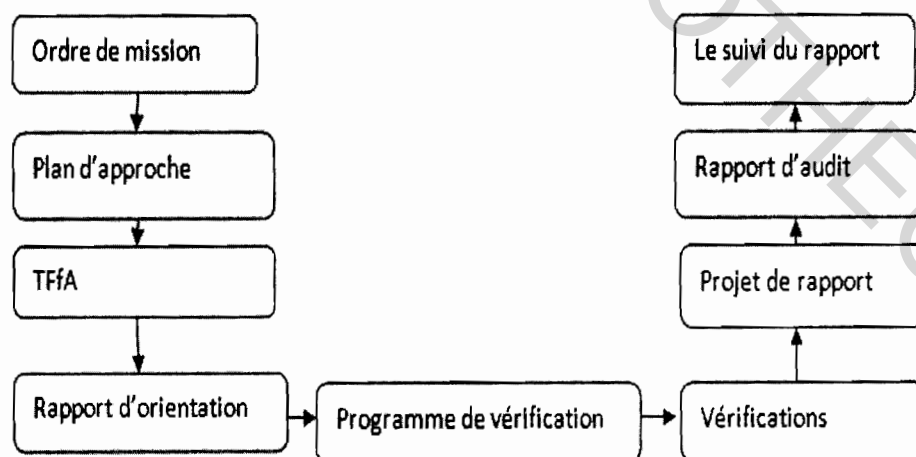 Ordre de mission
Plan d'approche
TFfA
Rapport d'orientation
Programme de vérification
Vérifications
Projet de rapport
Rapport d'audit
Le suivi du rapport